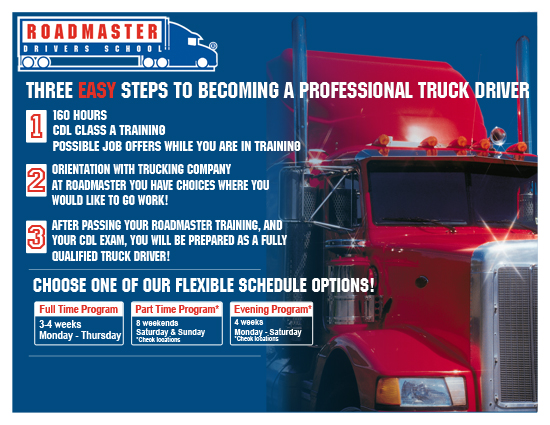 ROADMASTER
DRIVERS SCHOOL
THREE EASY STEPS TO BECOMING A PROFESSIONAL TRUCK DRIVER
1
160 HOURS
CDL CLASS A TRAINING
POSSIBLE JOB OFFERS WHILE YOU ARE IN TRAINING
2
ORIENTATION WITH TRUCKING COMPANY
AT ROADMASTER YOU HAVE CHOICES WHERE YOU
WOULD LIKE TO GO WORK!
3
AFTER PASSING YOUR ROADMASTER TRAINING, AND
YOUR CDL EXAM, YOU WILL BE PREPARED AS A FULLY
QUALIFIED TRUCK DRIVER!
CHOOSE ONE OF OUR FLEXIBLE SCHEDULE OPTIONS!
Full Time Program
3-4 weeks
Monday - Thursday
Part Time Program*
8 weekends
Saturday & Sunday
*Check locations
Evening Program*
4 weeks
Monday - Saturday
*Check locations